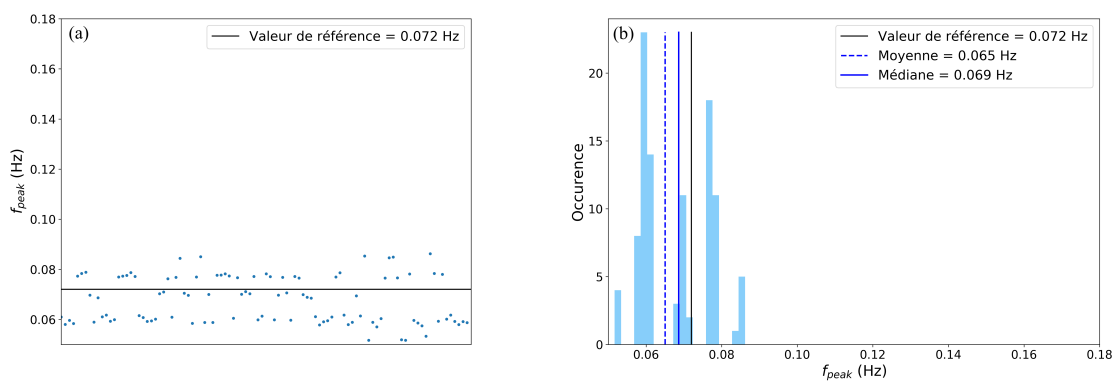 (a)
Valeur de référence = 0.072 Hz
0.18
0.16
0.14
0.12
0.10
0.08
0.06
f_peak (Hz)
(b)
Valeur de référence = 0.072 Hz
Moyenne = 0.065 Hz
Médiane = 0.069 Hz
20
15
10
5
0
Occurence
0.06 0.08 0.10 0.12 0.14 0.16 0.18
f_peak (Hz)